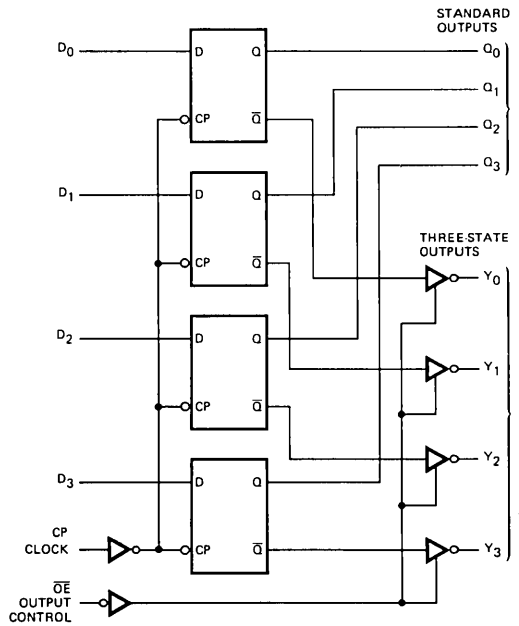 STANDARD
OUTPUTS
D0
D
Q
Q0
Q1
CP
Q̅
Q2
Q3
D1
D
Q
THREE-STATE
OUTPUTS
CP
Q̅
Y0
D2
D
Q
Y1
CP
Q̅
Y2
D3
D
Q
CP
CLOCK
CP
Q̅
Y3
O̅E̅
OUTPUT
CONTROL